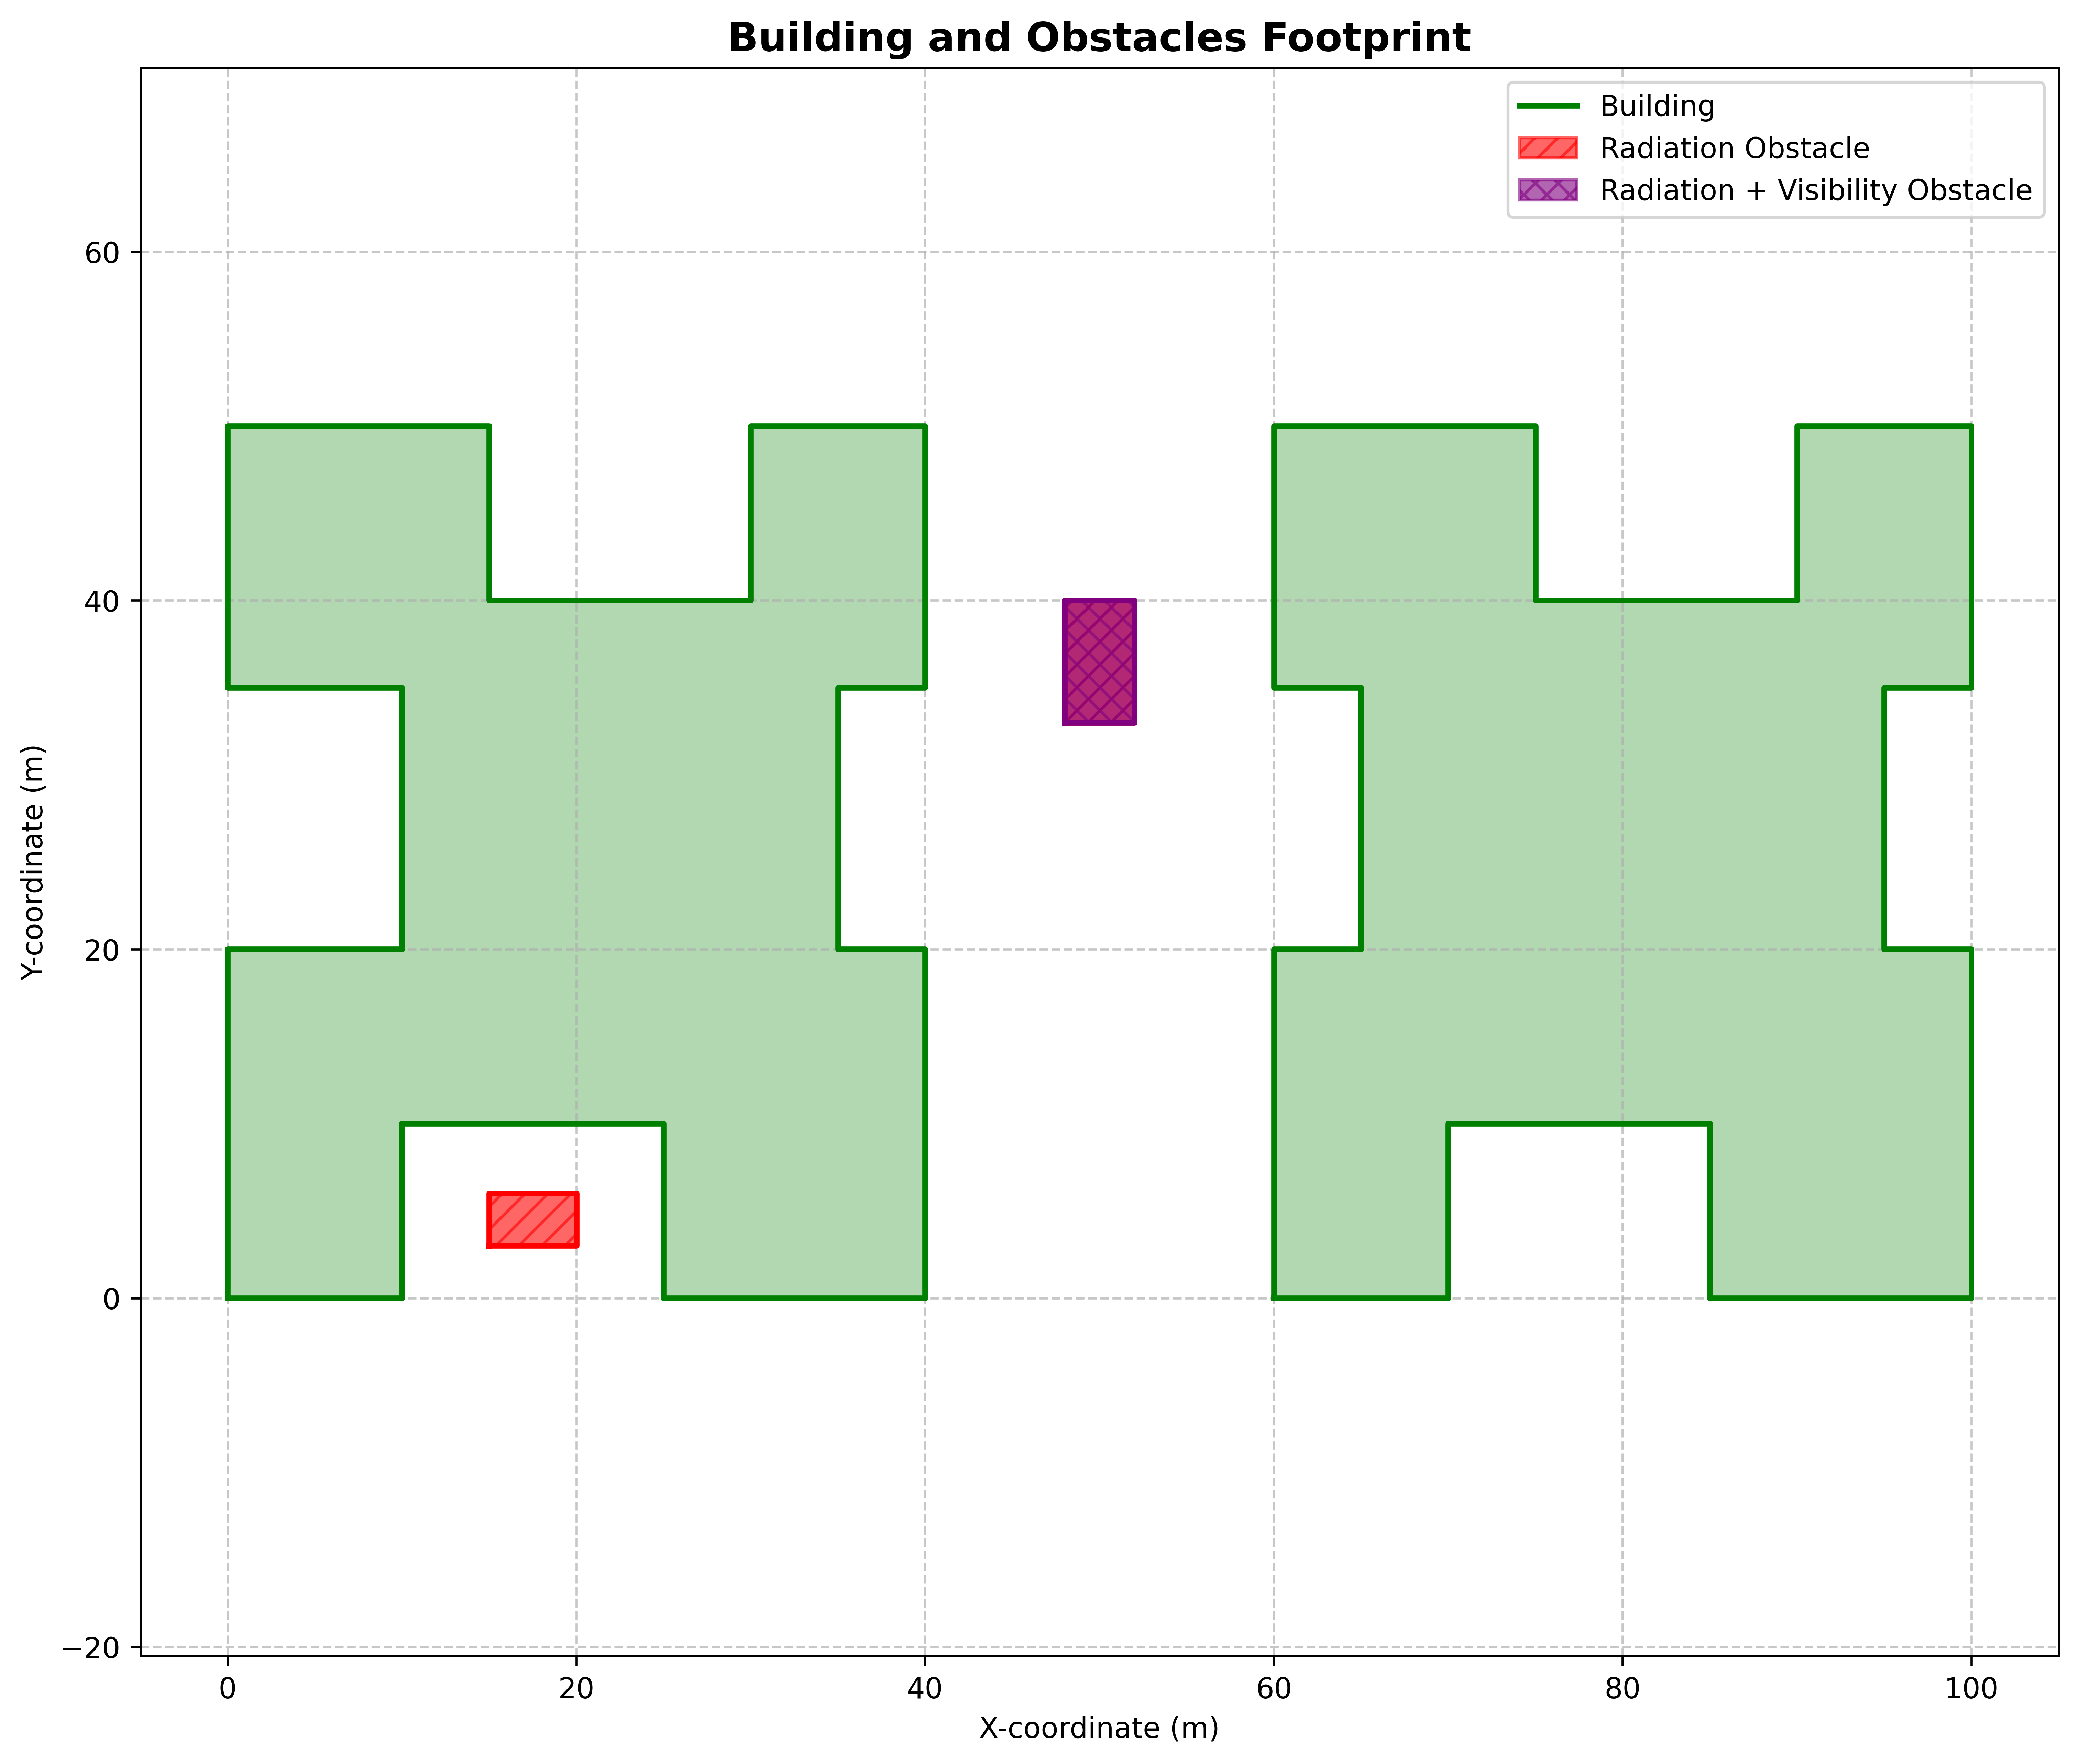 Building and Obstacles Footprint
Building
Radiation Obstacle
Radiation + Visibility Obstacle
60
40
20
0
−20
Y-coordinate (m)
0 20 40 60 80 100
X-coordinate (m)